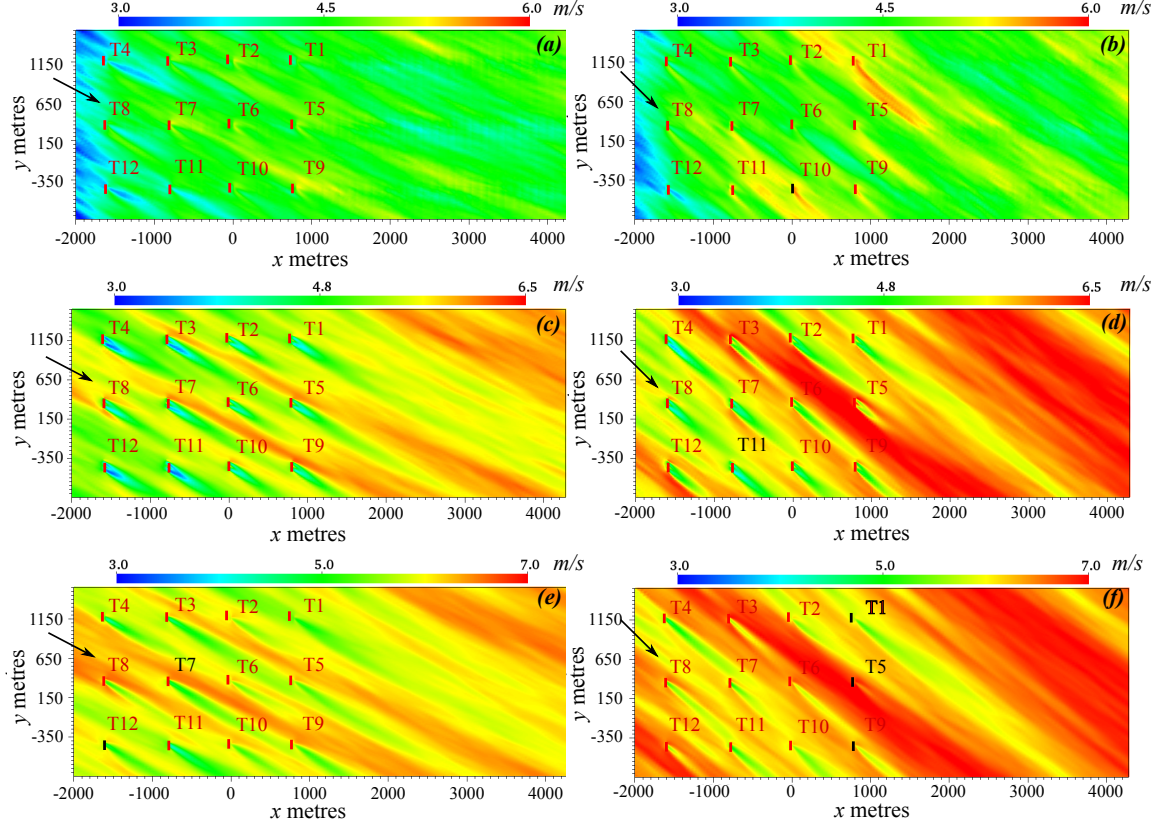 3.0 4.5 6.0 m/s 3.0 4.5 6.0 m/s
(a) (b)
T4 T3 T2 T1 T4 T3 T2 T1
1150 1150
T8 T7 T6 T5 T8 T7 T6 T5
650 650
150 150
T12 T11 T10 T9 T12 T11 T10 T9
-350 -350
y metres y metres
-2000 -1000 0 1000 2000 3000 4000 -2000 -1000 0 1000 2000 3000 4000
x metres x metres
3.0 4.8 6.5 m/s 3.0 4.8 6.5 m/s
(c) (d)
T4 T3 T2 T1 T4 T3 T2 T1
1150 1150
650 650
T8 T7 T6 T5 T8 T7 T6 T5
150 150
T12 T11 T10 T9 T12 T11 T10 T9
-350 -350
y metres y metres
-2000 -1000 0 1000 2000 3000 4000 -2000 -1000 0 1000 2000 3000 4000
x metres x metres
3.0 5.0 7.0 m/s 3.0 5.0 7.0 m/s
(e) (f)
T4 T3 T2 T1 T4 T3 T2 T1
1150 1150
650 650
T8 T7 T6 T5 T8 T7 T6 T5
150 150
T12 T11 T10 T9 T12 T11 T10 T9
-350 -350
y metres y metres
-2000 -1000 0 1000 2000 3000 4000 -2000 -1000 0 1000 2000 3000 4000
x metres x metres